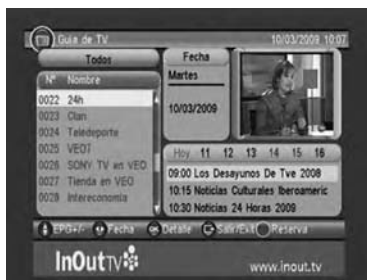 Guía de TV 10/03/2009 10:07
Todos
Nº Nombre
0022 24h
0023 Clan
0024 Teledeporte
0025 VEO7
0026 SONY TV en VEO
0027 Tienda en VEO
0028 Intereconomia
Fecha
Martes
10/03/2009
Hoy 11 12 13 14 15 16
09:00 Los Desayunos De Tve 2008
10:15 Noticias Culturales Iberoameric
10:30 Noticias 24 Horas 2009
EPG+/- Fecha OK Detalle Salir/Exit Reserva
InOutTV
www.inout.tv